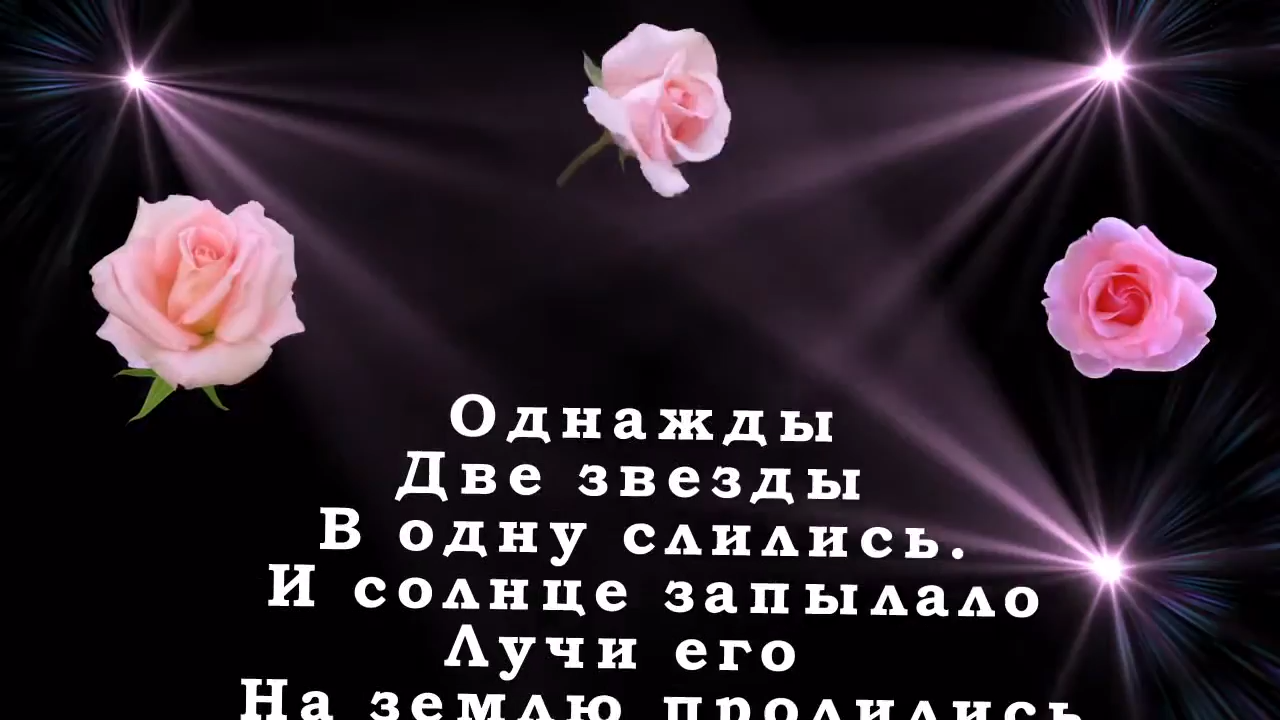 Однажды
Две звезды
В одну слились.
И солнце запылало
Лучи его
На землю пролились